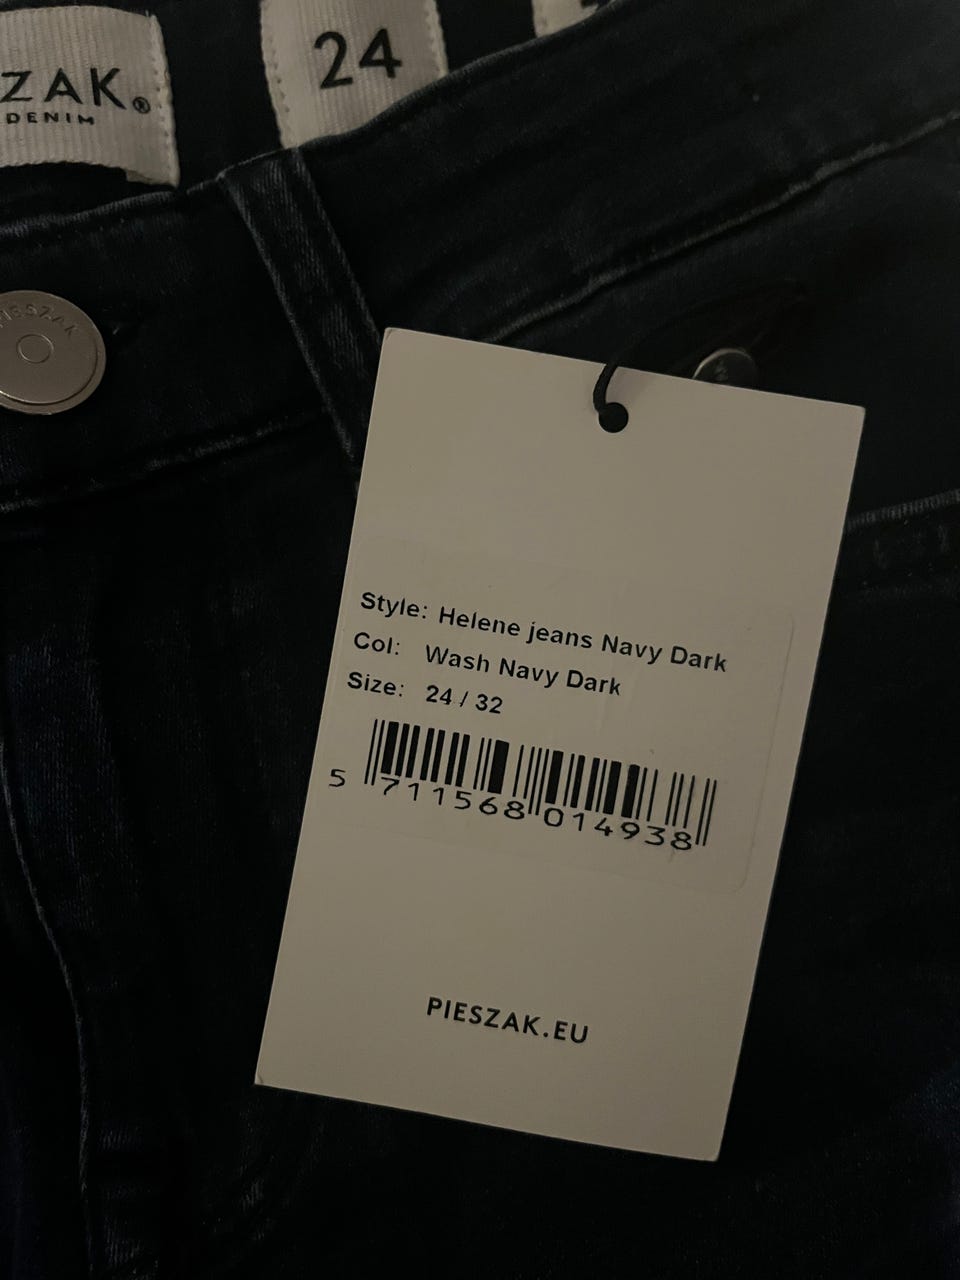 ZAK®
DENIM
24
Style: Helene jeans Navy Dark
Col: Wash Navy Dark
Size: 24 / 32
5 711568 014938
PIESZAK.EU